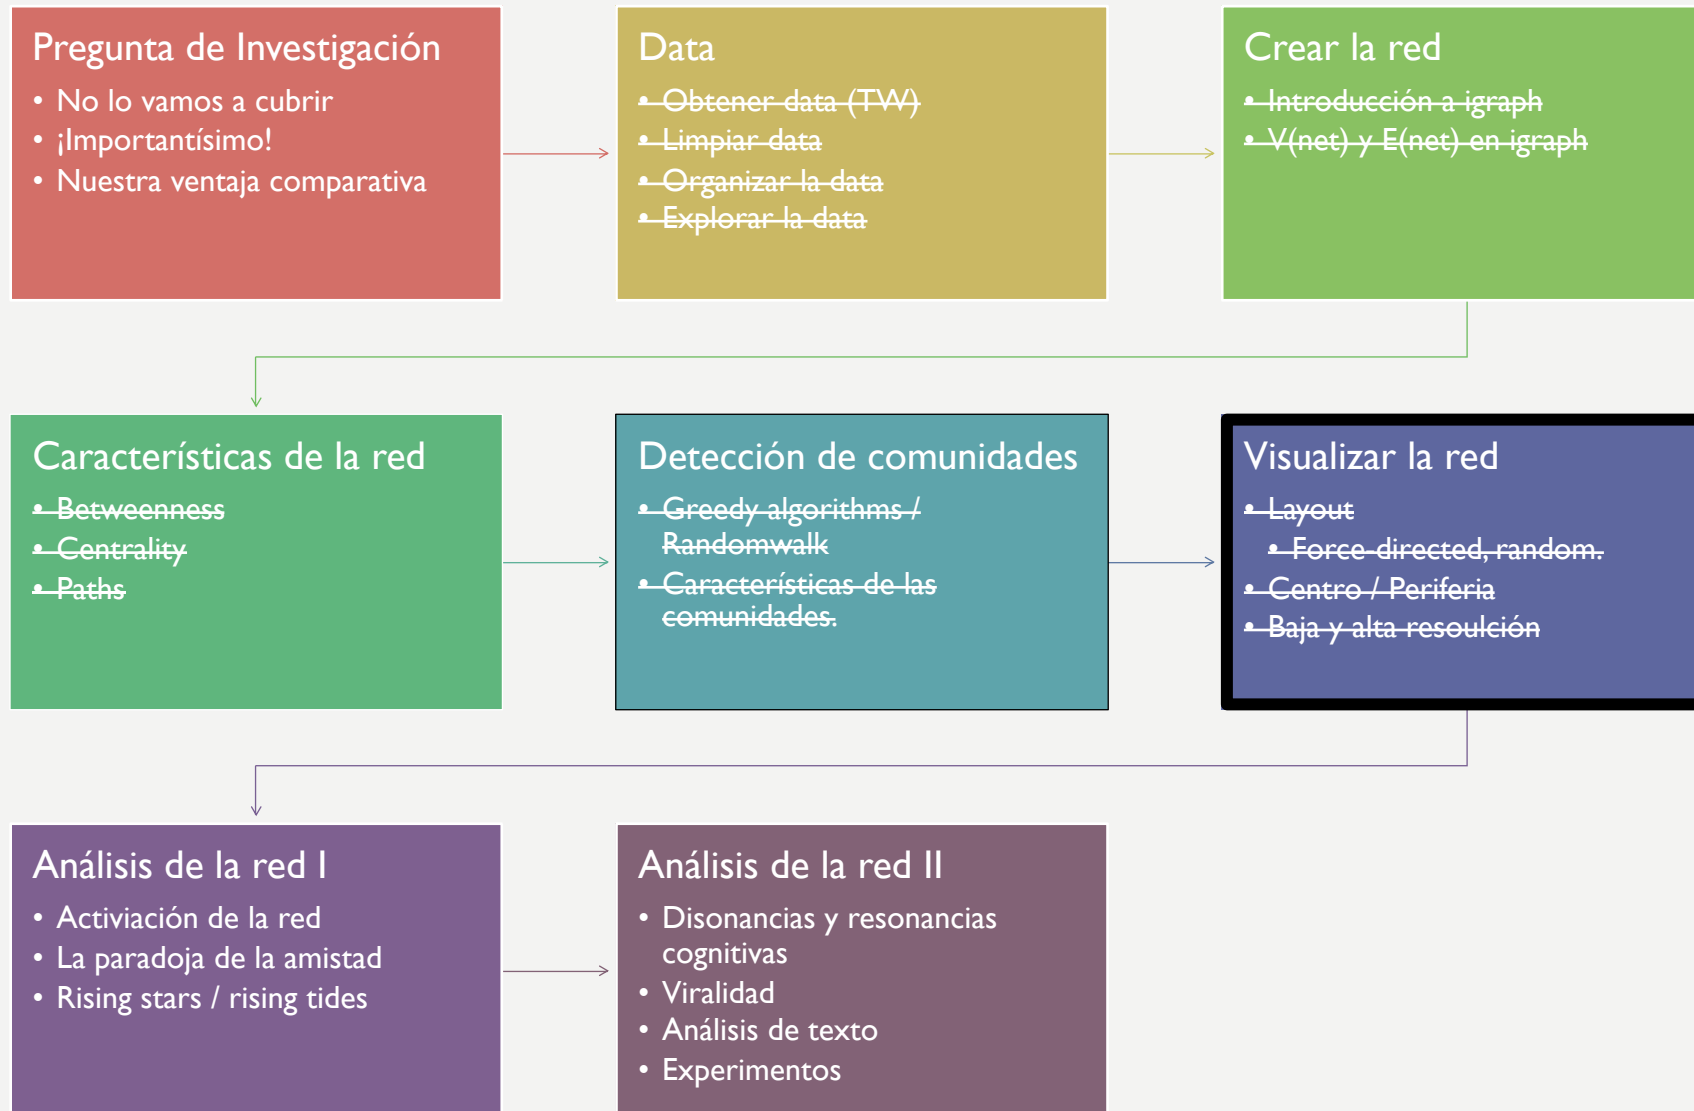 Pregunta de Investigación
• No lo vamos a cubrir
• ¡Importantísimo!
• Nuestra ventaja comparativa
Data
• Obtener data (TW)
• Limpiar data
• Organizar la data
• Explorar la data
Crear la red
• Introducción a igraph
• V(net) y E(net) en igraph
Características de la red
• Betweenness
• Centrality
• Paths
Detección de comunidades
• Greedy algorithms /
Randomwalk
• Características de las
comunidades.
Visualizar la red
• Layout
• Force-directed, random.
• Centro / Periferia
• Baja y alta resoulción
Análisis de la red I
• Activiación de la red
• La paradoja de la amistad
• Rising stars / rising tides
Análisis de la red II
• Disonancias y resonancias
cognitivas
• Viralidad
• Análisis de texto
• Experimentos